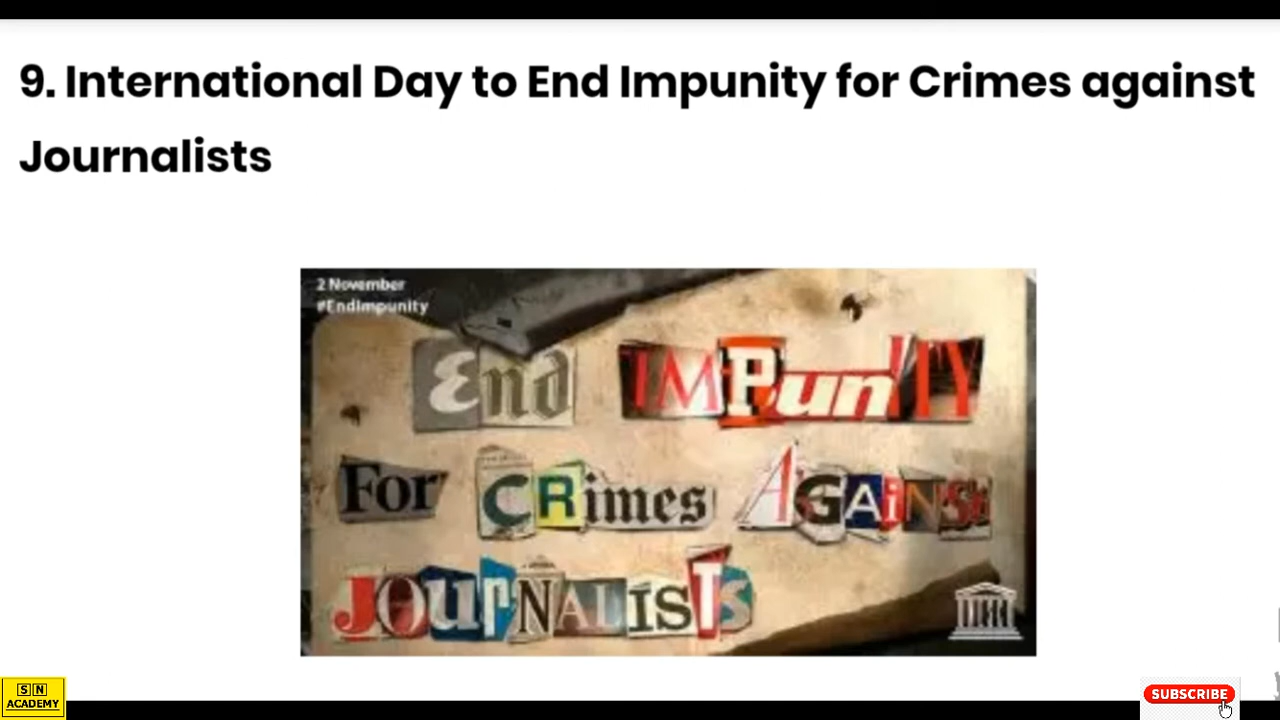 9. International Day to End Impunity for Crimes against
Journalists
2 November
#EndImpunity
End IMPunITY
For CRimes AGAiNSt
JOurNALiSTS
SN
ACADEMY
SUBSCRIBE